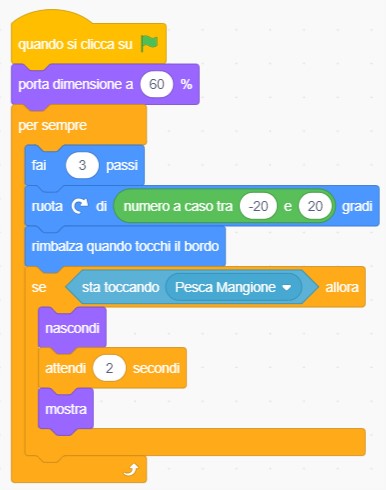 quando si clicca su
porta dimensione a 60 %
per sempre
fai 3 passi
ruota di numero a caso tra -20 e 20 gradi
rimbalza quando tocchi il bordo
se sta toccando Pesca Mangione allora
nascondi
attendi 2 secondi
mostra